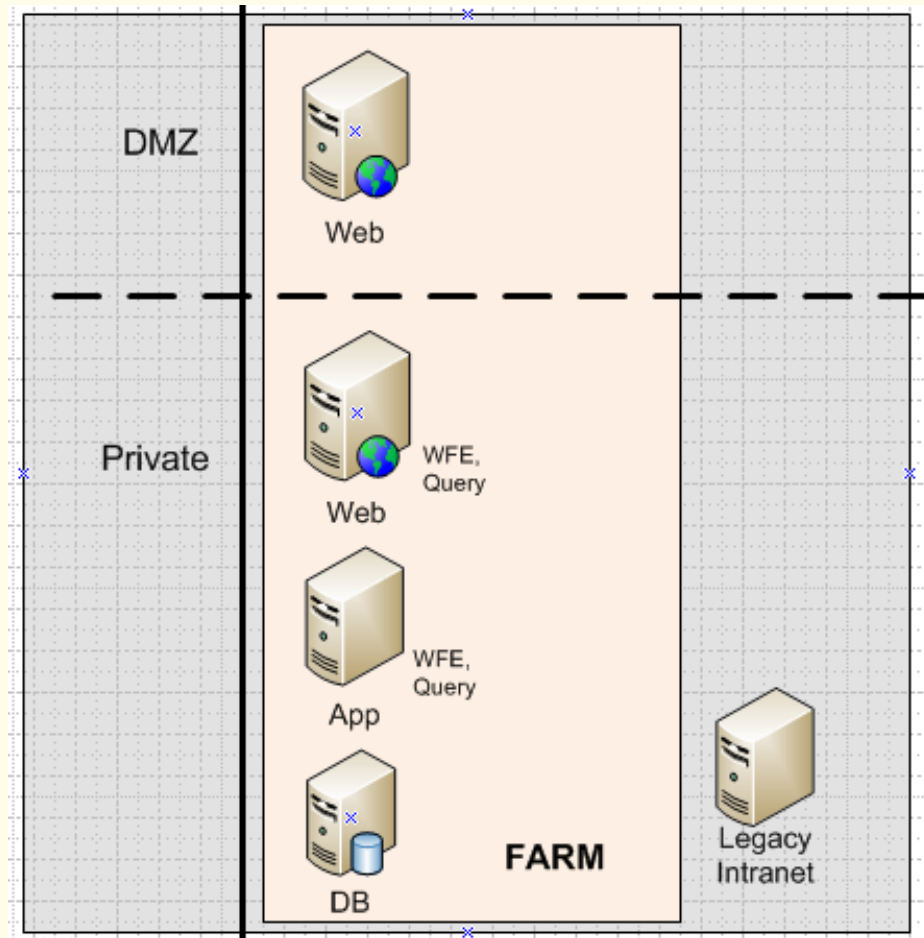 DMZ
Web
Private
WFE,
Query
Web
WFE,
Query
App
Legacy
Intranet
FARM
DB